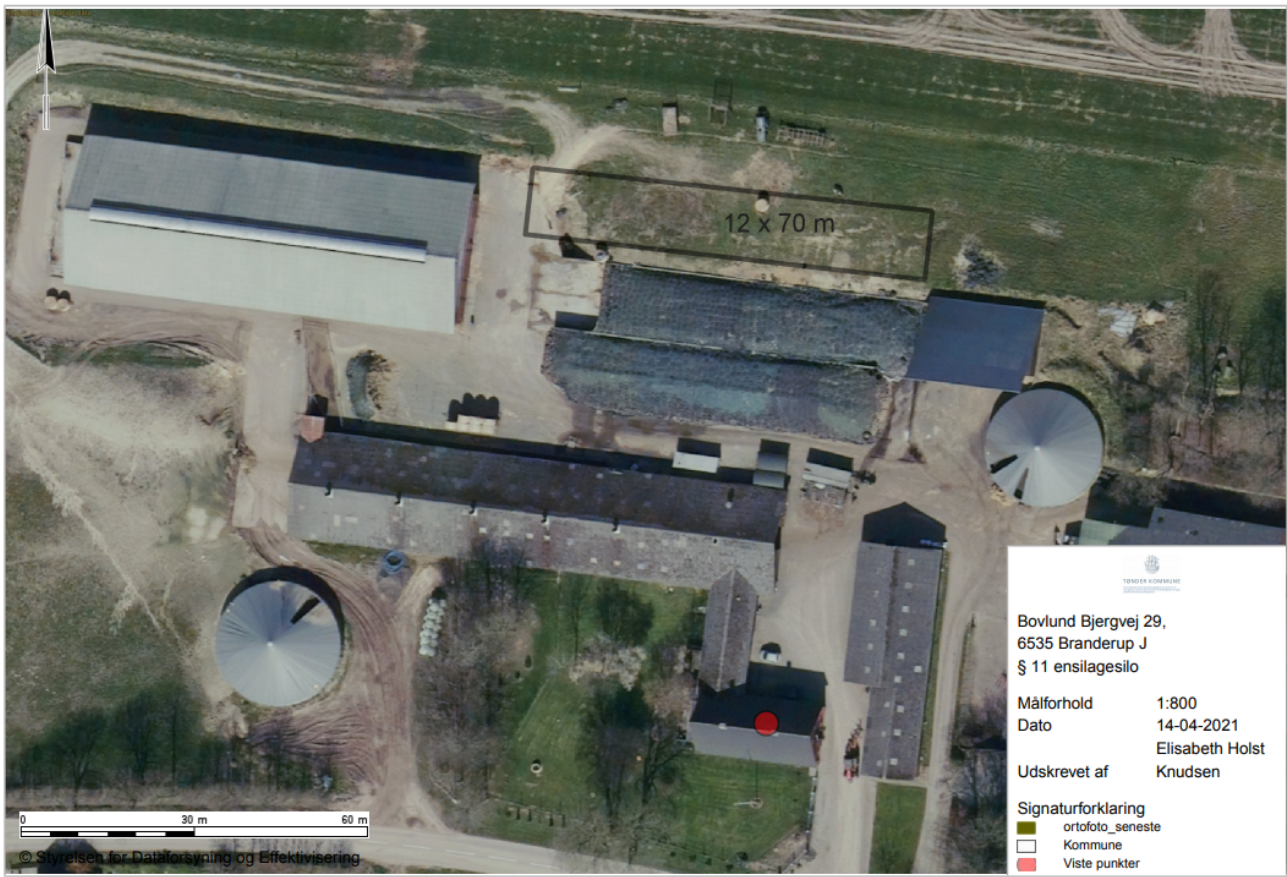 12 x 70 m
TØNDER KOMMUNE
Bovlund Bjergvej 29,
6535 Branderup J
§ 11 ensilagesilo
Målforhold 1:800
Dato 14-04-2021
Elisabeth Holst
Udskrevet af Knudsen
Signaturforklaring
ortofoto_seneste
Kommune
Viste punkter
0 30 m 60 m
© Styrelsen for Dataforsyning og Effektivisering